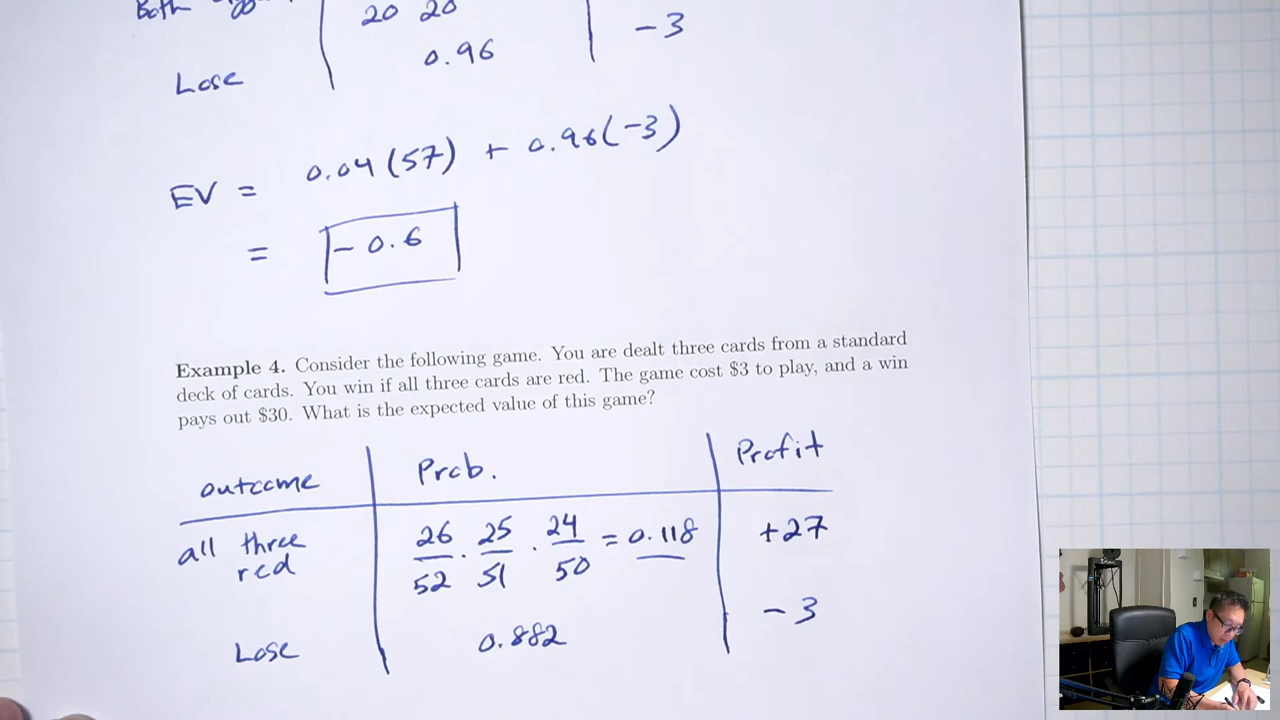 Both
20 20
0.96
-3
Lose
EV = 0.04 (57) + 0.96(-3)
= -0.6
Example 4. Consider the following game. You are dealt three cards from a standard
deck of cards. You win if all three cards are red. The game cost $3 to play, and a win
pays out $30. What is the expected value of this game?
outcome Prob. Profit
all three red 26/52 · 25/51 · 24/50 = 0.118 +27
Lose 0.882 -3